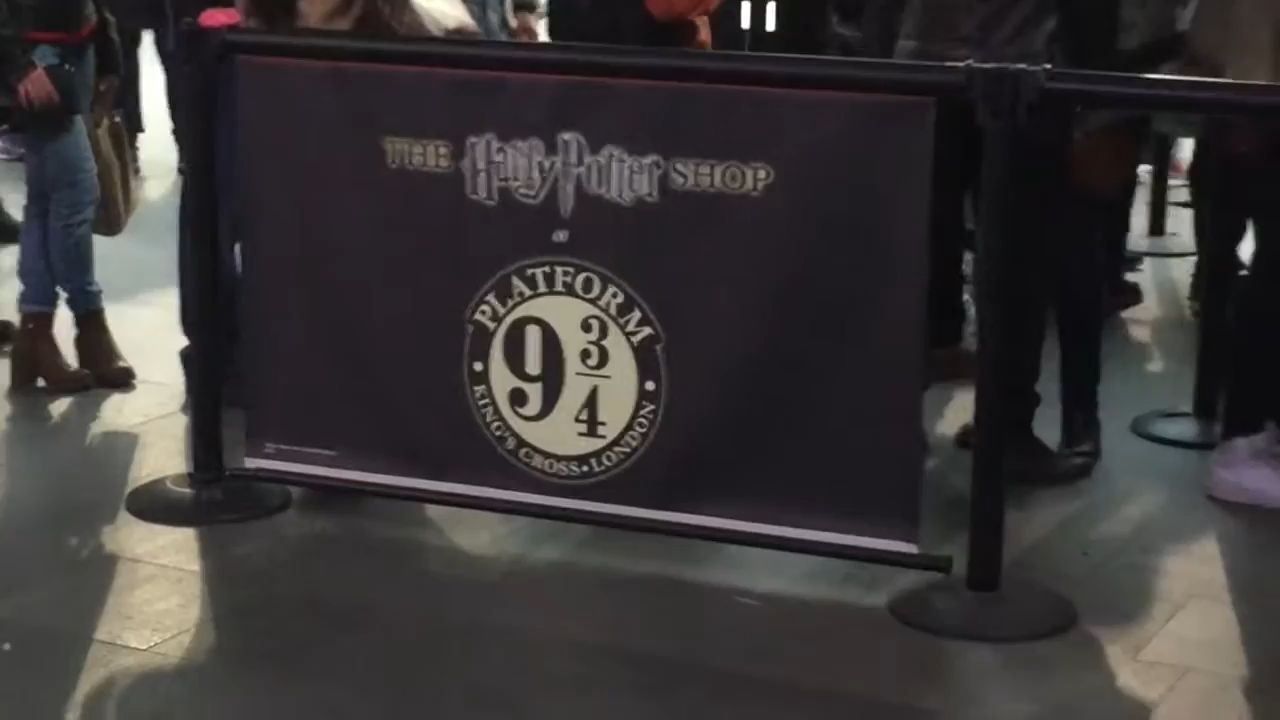 THE Harry Potter SHOP
at
PLATFORM
9 3/4
KING'S CROSS • LONDON